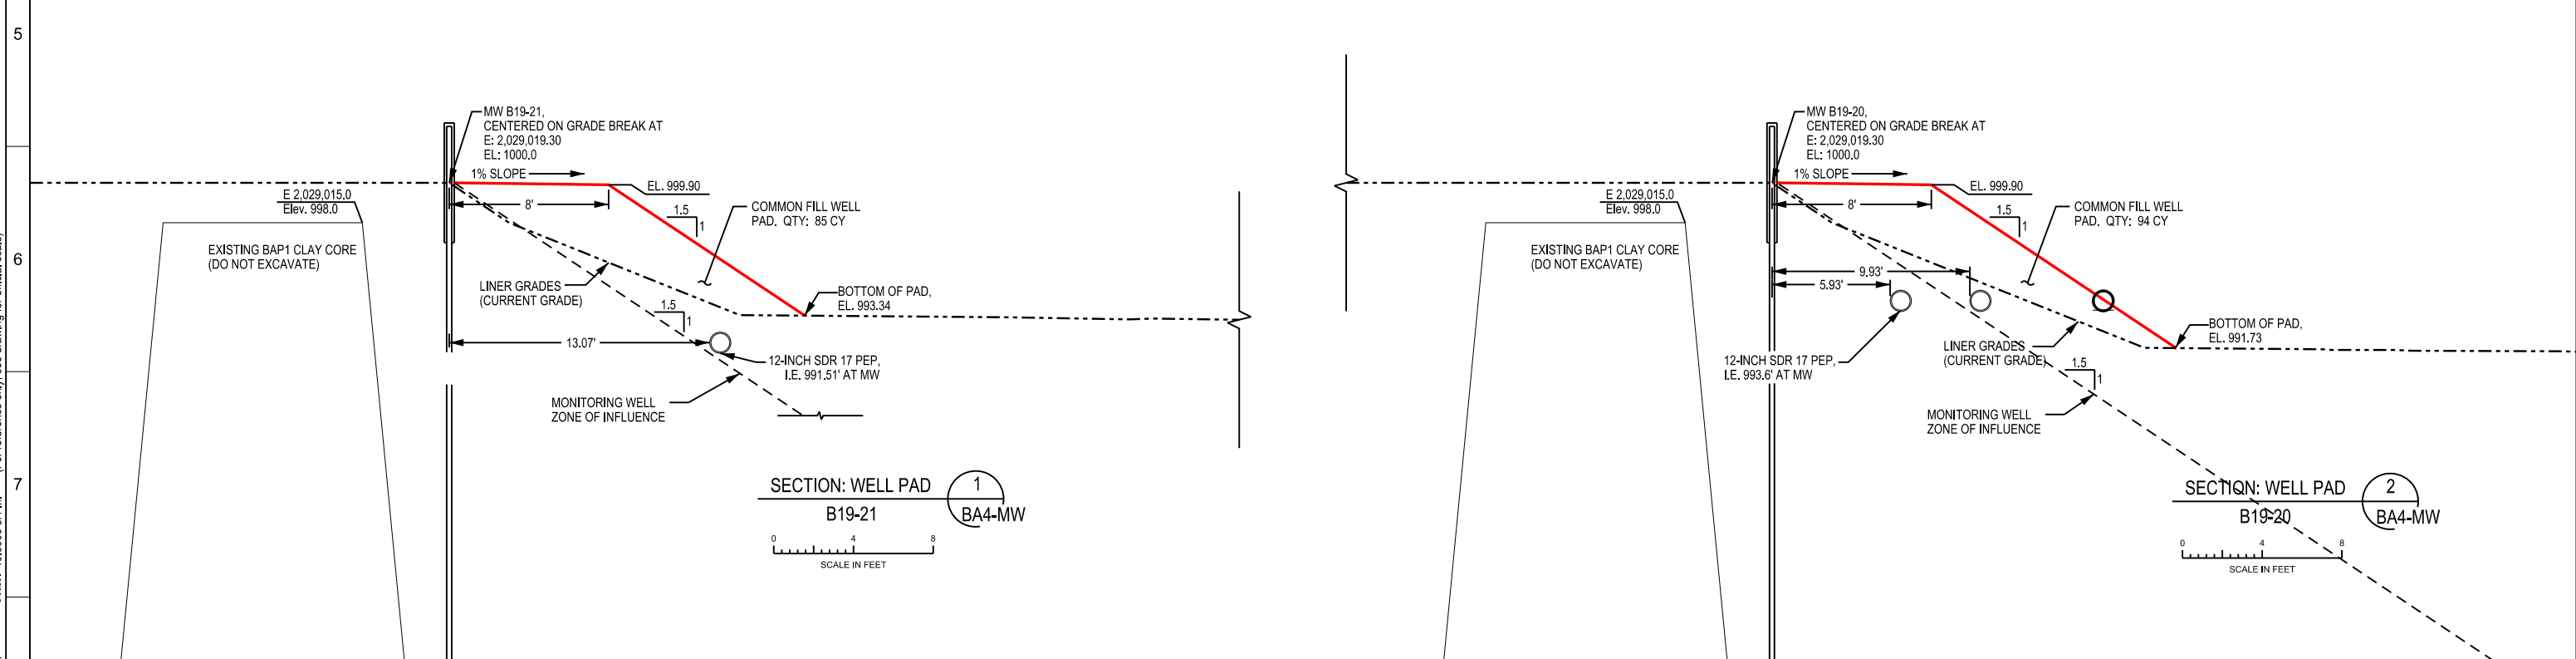 5
6
7
MW B19-21,
CENTERED ON GRADE BREAK AT
E: 2,029,019.30
EL: 1000.0
1% SLOPE
E 2,029,015.0
Elev. 998.0
EL. 999.90
8'
1.5
1
COMMON FILL WELL
PAD. QTY: 85 CY
EXISTING BAP1 CLAY CORE
(DO NOT EXCAVATE)
LINER GRADES
(CURRENT GRADE)
BOTTOM OF PAD,
EL. 993.34
1.5
1
13.07'
12-INCH SDR 17 PEP,
I.E. 991.51' AT MW
MONITORING WELL
ZONE OF INFLUENCE
SECTION: WELL PAD
B19-21
1
BA4-MW
0 4 8
SCALE IN FEET
MW B19-20,
CENTERED ON GRADE BREAK AT
E: 2,029,019.30
EL: 1000.0
1% SLOPE
E 2,029,015.0
Elev. 998.0
EL. 999.90
8'
1.5
1
COMMON FILL WELL
PAD. QTY: 94 CY
EXISTING BAP1 CLAY CORE
(DO NOT EXCAVATE)
9.93'
5.93'
BOTTOM OF PAD,
EL. 991.73
LINER GRADES
(CURRENT GRADE)
12-INCH SDR 17 PEP,
I.E. 993.6' AT MW
1.5
1
MONITORING WELL
ZONE OF INFLUENCE
SECTION: WELL PAD
B19-20
2
BA4-MW
0 4 8
SCALE IN FEET